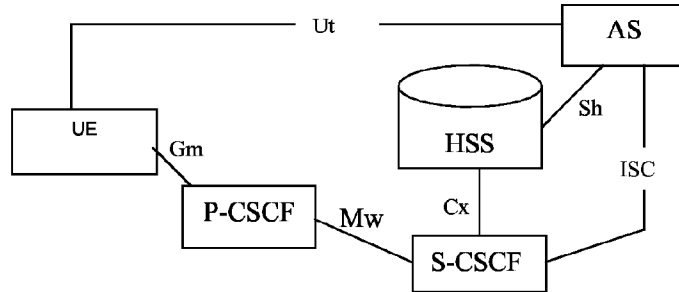 Ut
AS
UE
Gm
HSS
Sh
ISC
P-CSCF
Mw
Cx
S-CSCF